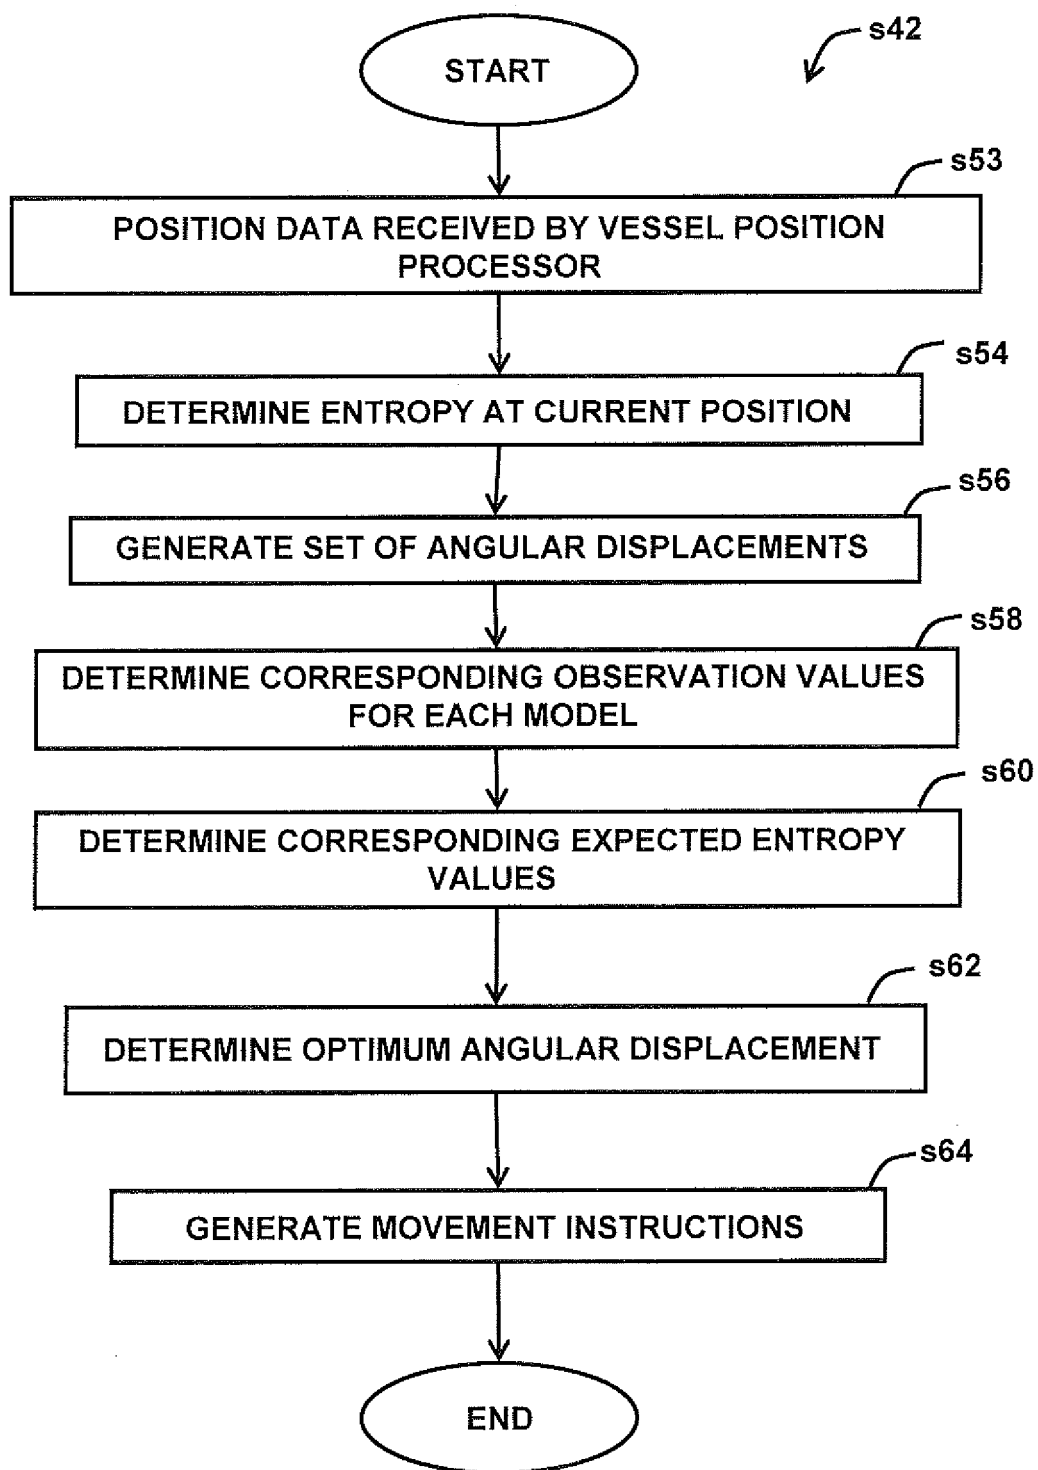 s42
START
s53
POSITION DATA RECEIVED BY VESSEL POSITION
PROCESSOR
s54
DETERMINE ENTROPY AT CURRENT POSITION
s56
GENERATE SET OF ANGULAR DISPLACEMENTS
s58
DETERMINE CORRESPONDING OBSERVATION VALUES
FOR EACH MODEL
s60
DETERMINE CORRESPONDING EXPECTED ENTROPY
VALUES
s62
DETERMINE OPTIMUM ANGULAR DISPLACEMENT
s64
GENERATE MOVEMENT INSTRUCTIONS
END